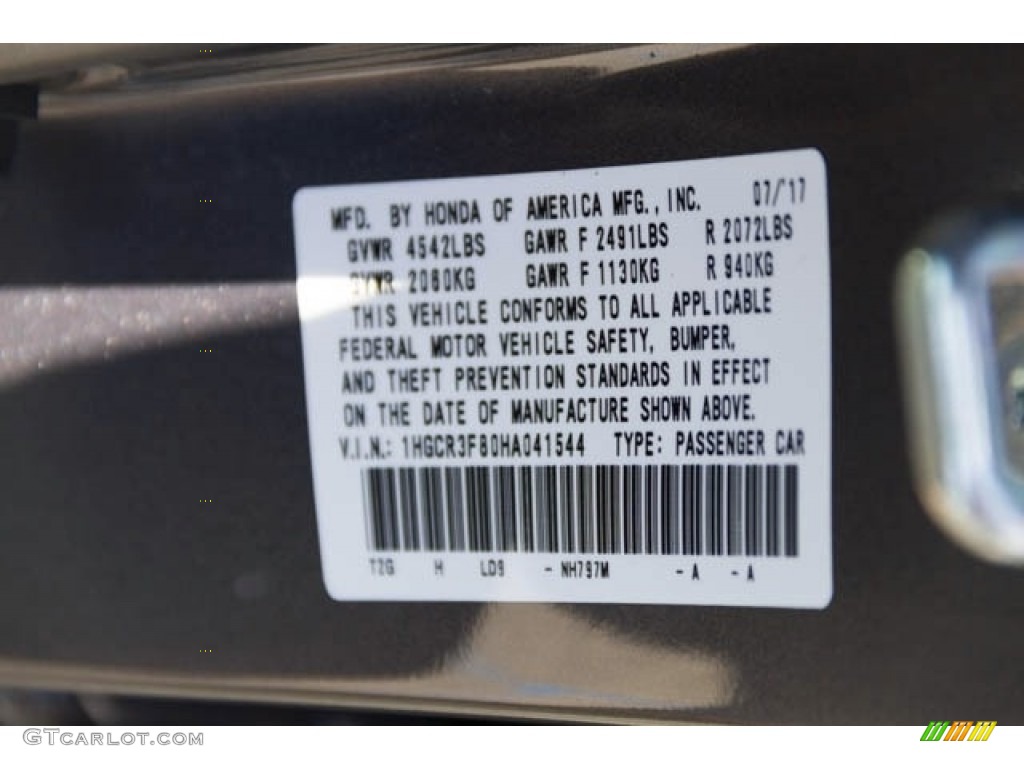 MFD. BY HONDA OF AMERICA MFG., INC. 07/17
GVWR 4542LBS GAWR F 2491LBS R 2072LBS
GVWR 2060KG GAWR F 1130KG R 940KG
THIS VEHICLE CONFORMS TO ALL APPLICABLE
FEDERAL MOTOR VEHICLE SAFETY, BUMPER,
AND THEFT PREVENTION STANDARDS IN EFFECT
ON THE DATE OF MANUFACTURE SHOWN ABOVE.
V.I.N.: 1HGCR3F80HA041544 TYPE: PASSENGER CAR
T2G H LD9 - NH797M - A - A
GTCARLOT.COM